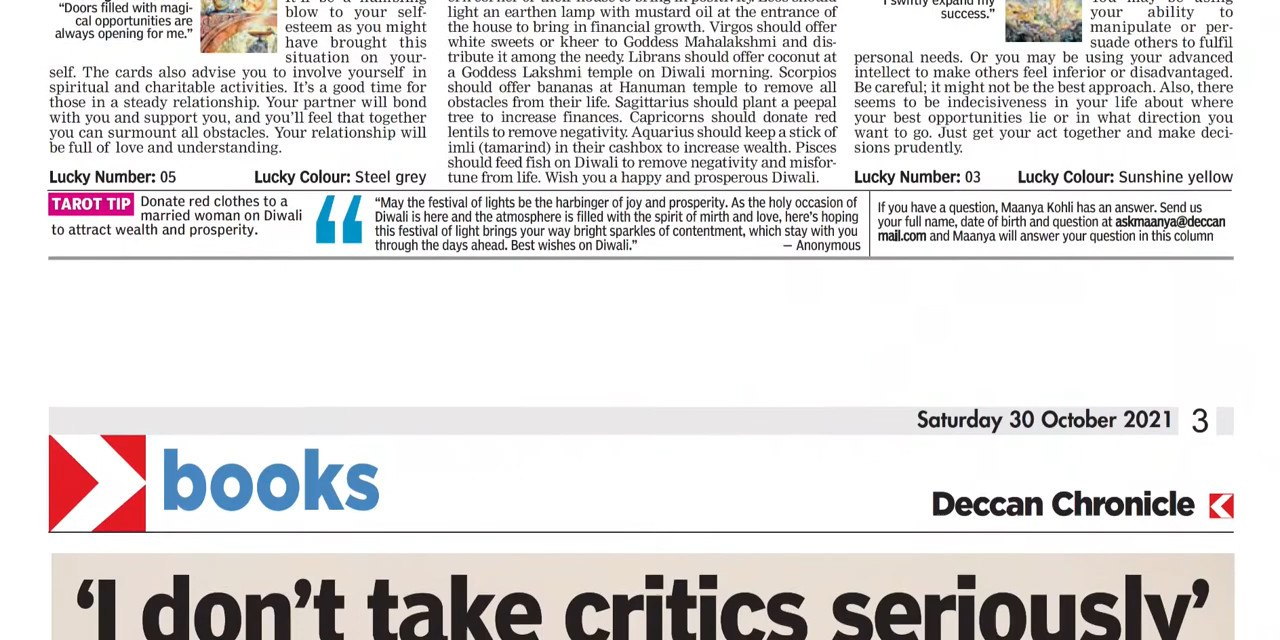 "Doors filled with magi-
cal opportunities are
always opening for me."
blow to your self-
esteem as you might
have brought this
situation on your-
self. The cards also advise you to involve yourself in
spiritual and charitable activities. It's a good time for
those in a steady relationship. Your partner will bond
with you and support you, and you'll feel that together
you can surmount all obstacles. Your relationship will
be full of love and understanding.
Lucky Number: 05 Lucky Colour: Steel grey
light an earthen lamp with mustard oil at the entrance of
the house to bring in financial growth. Virgos should offer
white sweets or kheer to Goddess Mahalakshmi and dis-
tribute it among the needy. Librans should offer coconut at
a Goddess Lakshmi temple on Diwali morning. Scorpios
should offer bananas at Hanuman temple to remove all
obstacles from their life. Sagittarius should plant a peepal
tree to increase finances. Capricorns should donate red
lentils to remove negativity. Aquarius should keep a stick of
imli (tamarind) in their cashbox to increase wealth. Pisces
should feed fish on Diwali to remove negativity and misfor-
tune from life. Wish you a happy and prosperous Diwali.
I swiftly expand my
success."
your ability to
manipulate or per-
suade others to fulfil
personal needs. Or you may be using your advanced
intellect to make others feel inferior or disadvantaged.
Be careful; it might not be the best approach. Also, there
seems to be indecisiveness in your life about where
your best opportunities lie or in what direction you
want to go. Just get your act together and make deci-
sions prudently.
Lucky Number: 03 Lucky Colour: Sunshine yellow
TAROT TIP Donate red clothes to a
married woman on Diwali
to attract wealth and prosperity.
"May the festival of lights be the harbinger of joy and prosperity. As the holy occasion of
Diwali is here and the atmosphere is filled with the spirit of mirth and love, here's hoping
this festival of light brings your way bright sparkles of contentment, which stay with you
through the days ahead. Best wishes on Diwali." — Anonymous
If you have a question, Maanya Kohli has an answer. Send us
your full name, date of birth and question at askmaanya@deccan
mail.com and Maanya will answer your question in this column
Saturday 30 October 2021 3
books
Deccan Chronicle
'I don't take critics seriously'